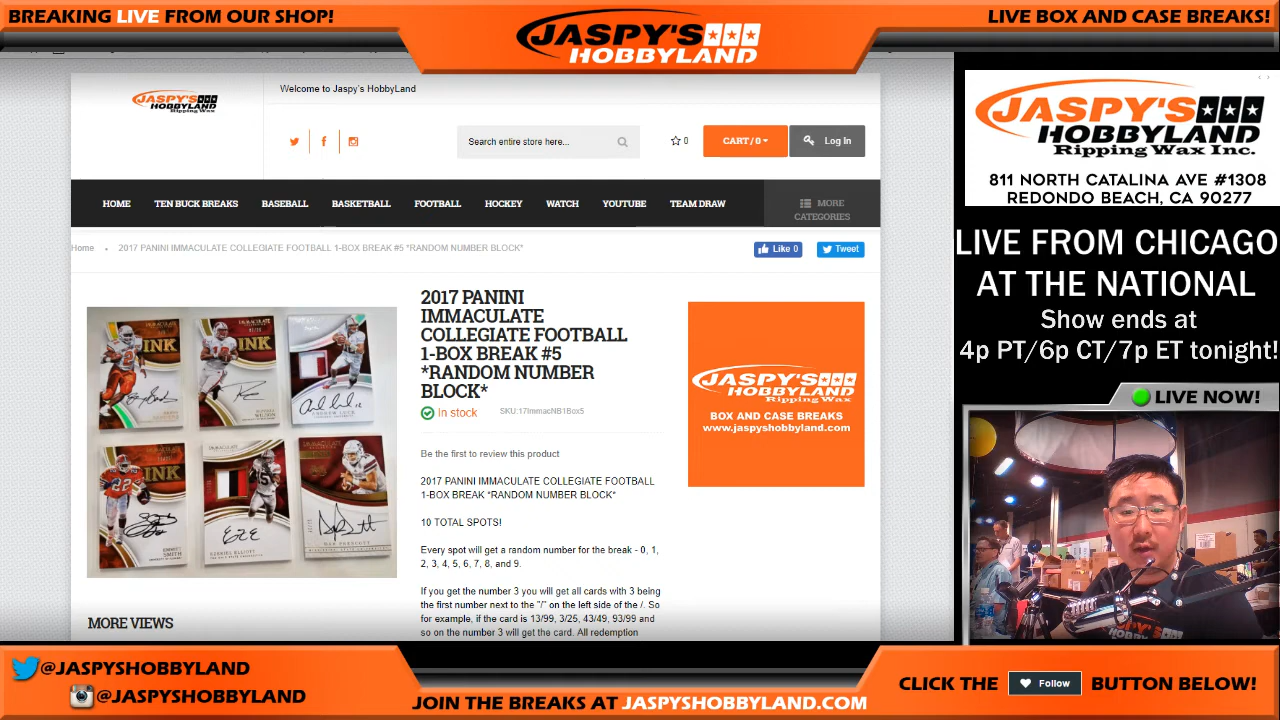 BREAKING LIVE FROM OUR SHOP!
JASPY'S
HOBBYLAND
LIVE BOX AND CASE BREAKS!
JASPY'S
HOBBYLAND
Ripping Wax
Welcome to Jaspy's HobbyLand
Search entire store here...
0
CART / 0
Log In
HOME
TEN BUCK BREAKS
BASEBALL
BASKETBALL
FOOTBALL
HOCKEY
WATCH
YOUTUBE
TEAM DRAW
MORE
CATEGORIES
Home • 2017 PANINI IMMACULATE COLLEGIATE FOOTBALL 1-BOX BREAK #5 *RANDOM NUMBER BLOCK*
Like 0
Tweet
INK
INK
INK
2017 PANINI
IMMACULATE
COLLEGIATE FOOTBALL
1-BOX BREAK #5
*RANDOM NUMBER
BLOCK*
In stock
SKU:17ImmacNB1Box5
Be the first to review this product
2017 PANINI IMMACULATE COLLEGIATE FOOTBALL
1-BOX BREAK *RANDOM NUMBER BLOCK*
10 TOTAL SPOTS!
Every spot will get a random number for the break - 0, 1,
2, 3, 4, 5, 6, 7, 8, and 9.
If you get the number 3 you will get all cards with 3 being
the first number next to the "/" on the left side of the /. So
for example, if the card is 13/99, 3/25, 43/49, 93/99 and
so on the number 3 will get the card. All redemption
MORE VIEWS
JASPY'S
HOBBYLAND
Ripping Wax
BOX AND CASE BREAKS
www.jaspyshobbyland.com
JASPY'S
HOBBYLAND
Ripping Wax Inc.
811 NORTH CATALINA AVE #1308
REDONDO BEACH, CA 90277
LIVE FROM CHICAGO
AT THE NATIONAL
Show ends at
4p PT/6p CT/7p ET tonight!
LIVE NOW!
JASPY'S
@JASPYSHOBBYLAND
@JASPYSHOBBYLAND
JOIN THE BREAKS AT JASPYSHOBBYLAND.COM
CLICK THE
Follow
BUTTON BELOW!